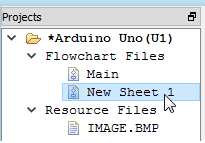 Projects
*Arduino Uno(U1)
Flowchart Files
Main
New Sheet 1
Resource Files
IMAGE.BMP